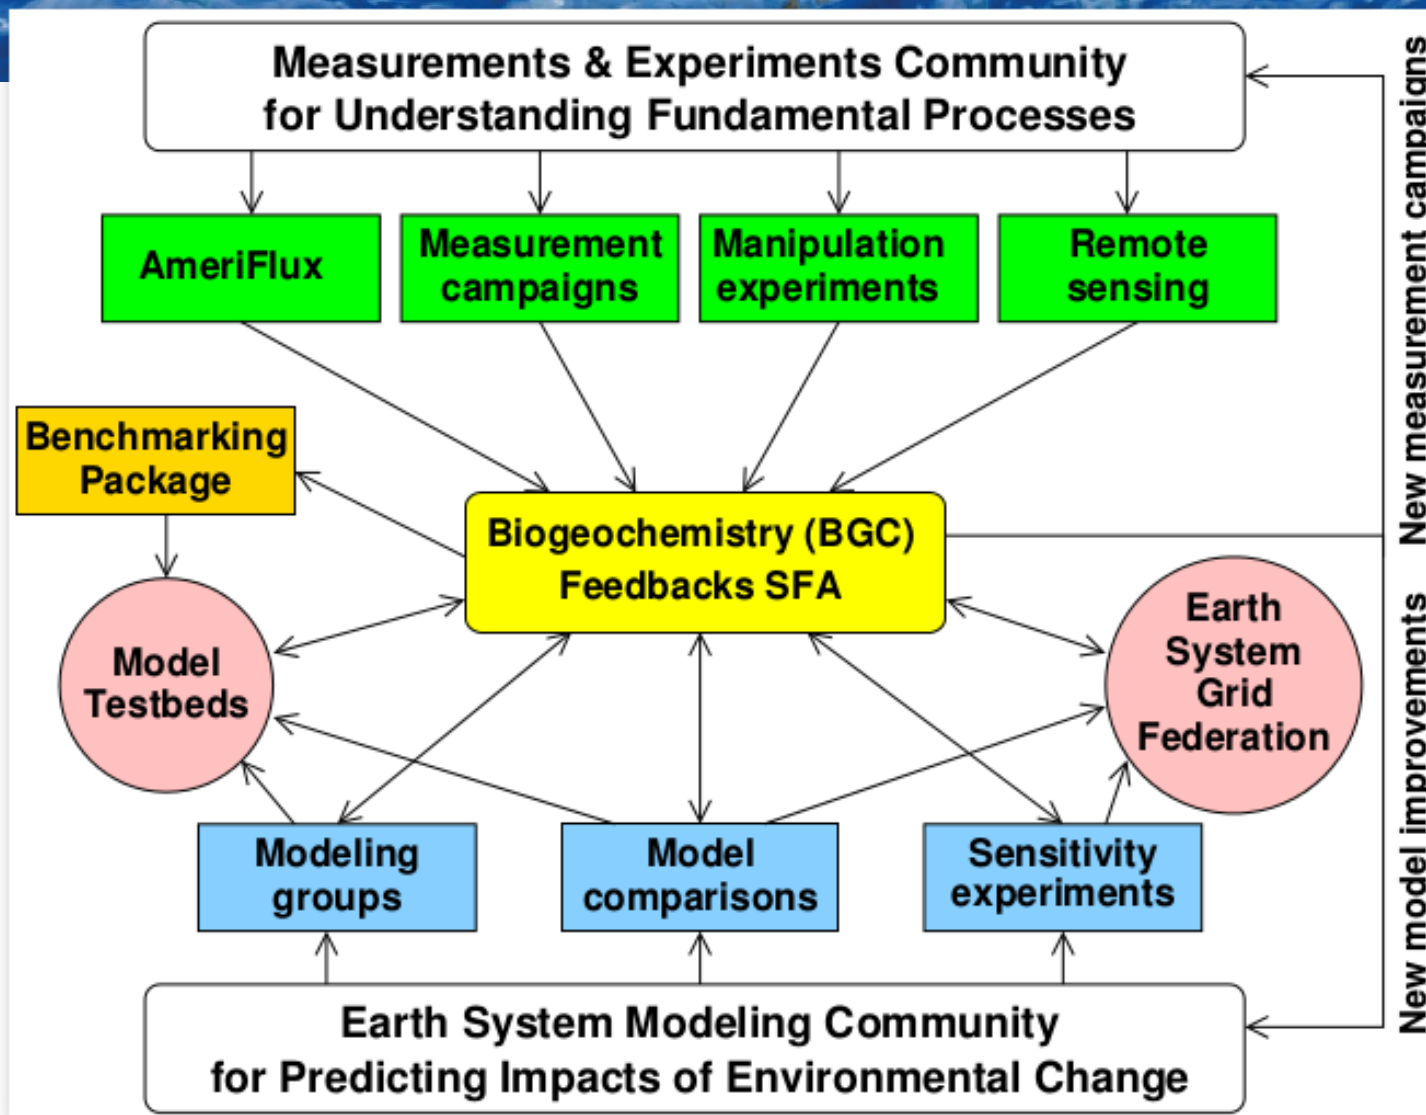 Measurements & Experiments Community
for Understanding Fundamental Processes
AmeriFlux
Measurement
campaigns
Manipulation
experiments
Remote
sensing
New measurement campaigns
Benchmarking
Package
Biogeochemistry (BGC)
Feedbacks SFA
Model
Testbeds
Earth
System
Grid
Federation
New model improvements
Modeling
groups
Model
comparisons
Sensitivity
experiments
Earth System Modeling Community
for Predicting Impacts of Environmental Change